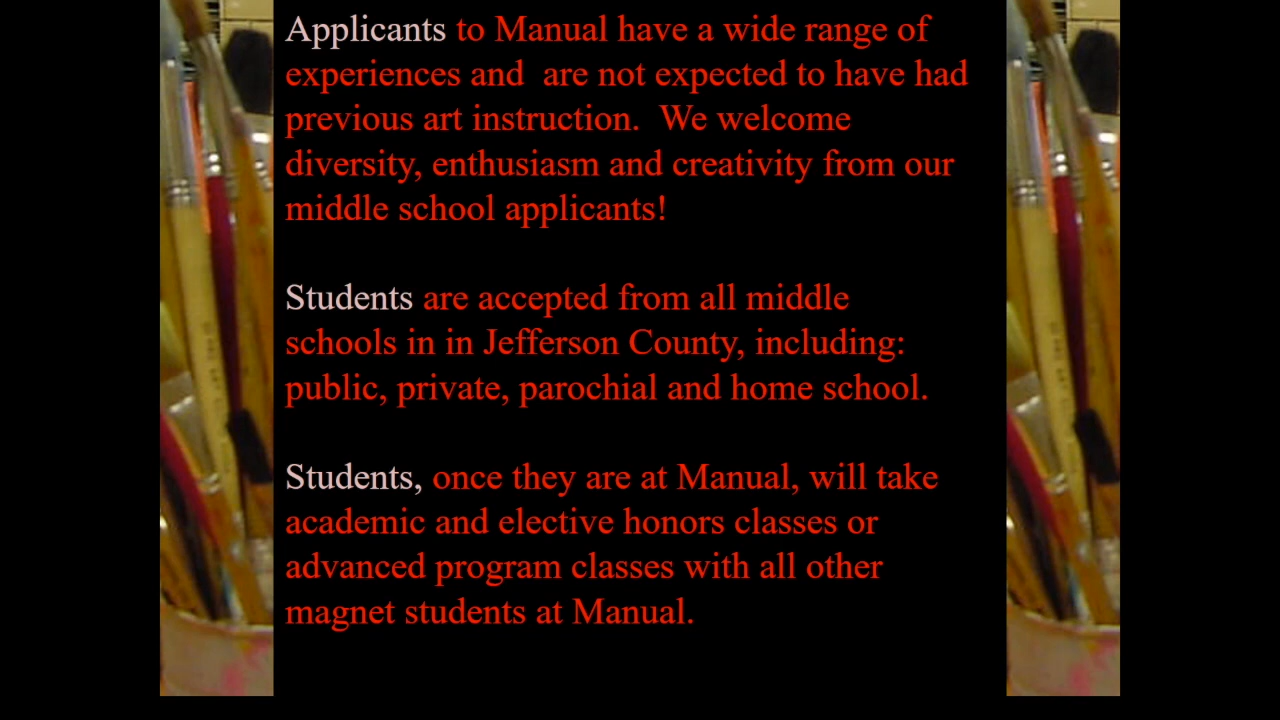 Applicants to Manual have a wide range of
experiences and  are not expected to have had
previous art instruction.  We welcome
diversity, enthusiasm and creativity from our
middle school applicants!
Students are accepted from all middle
schools in in Jefferson County, including:
public, private, parochial and home school.
Students, once they are at Manual, will take
academic and elective honors classes or
advanced program classes with all other
magnet students at Manual.